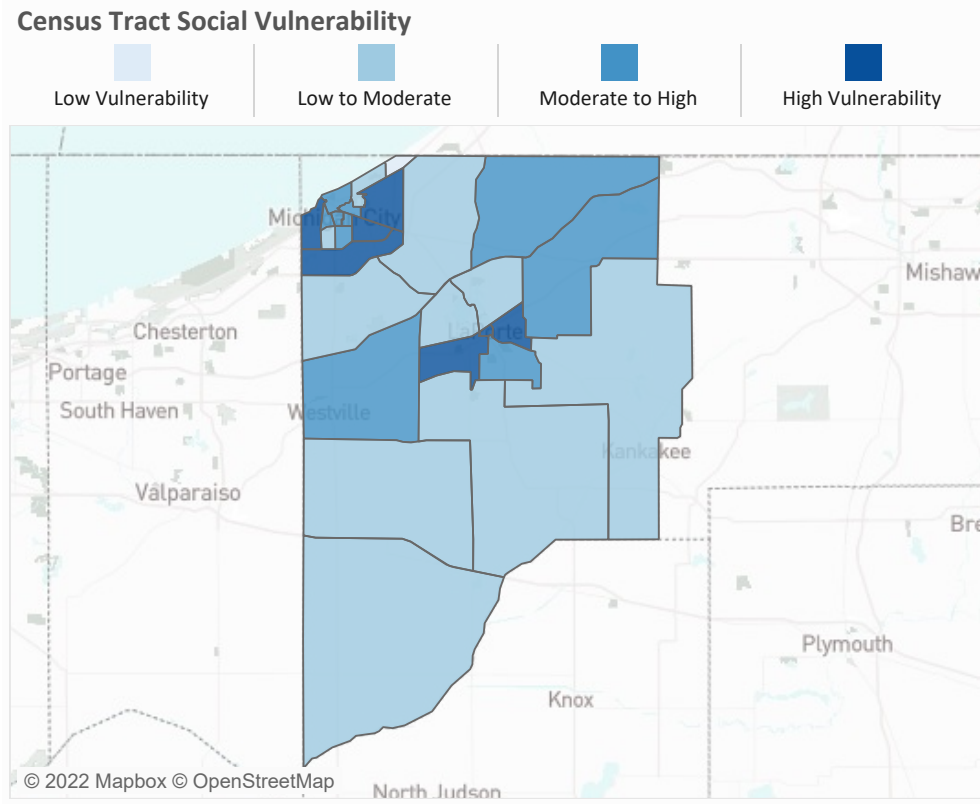 Census Tract Social Vulnerability
Low Vulnerability
Low to Moderate
Moderate to High
High Vulnerability
Michigan City
Mishaw
Chesterton
LaPorte
Portage
South Haven
Westville
Kankakee
Valparaiso
Bre
Plymouth
Knox
© 2022 Mapbox © OpenStreetMap
North Judson